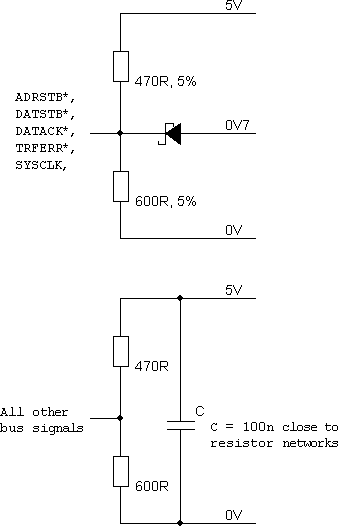 5V
470R, 5%
ADRSTB*,
DATSTB*,
DATACK*,
TRFERR*,
SYSCLK,
0V7
600R, 5%
0V
5V
470R
All other
bus signals
C
C = 100n close to
resistor networks
600R
0V